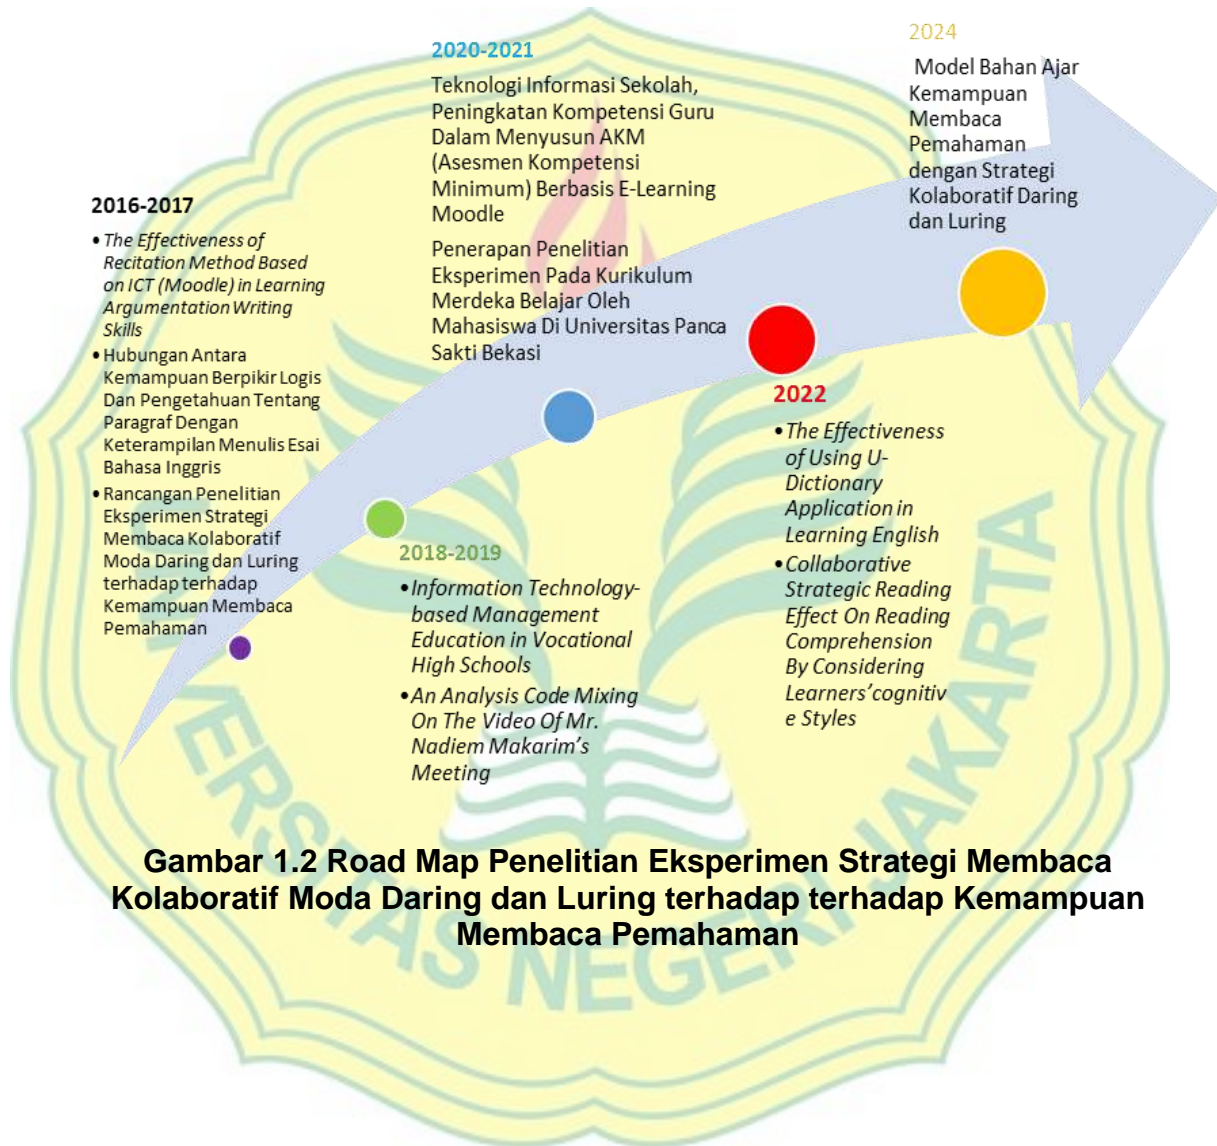 2016-2017
• The Effectiveness of
Recitation Method Based
on ICT (Moodle) in Learning
Argumentation Writing
Skills
• Hubungan Antara
Kemampuan Berpikir Logis
Dan Pengetahuan Tentang
Paragraf Dengan
Keterampilan Menulis Esai
Bahasa Inggris
• Rancangan Penelitian
Eksperimen Strategi
Membaca Kolaboratif
Moda Daring dan Luring
terhadap terhadap
Kemampuan Membaca
Pemahaman
2018-2019
• Information Technology-
based Management
Education in Vocational
High Schools
• An Analysis Code Mixing
On The Video Of Mr.
Nadiem Makarim's
Meeting
2020-2021
Teknologi Informasi Sekolah,
Peningkatan Kompetensi Guru
Dalam Menyusun AKM
(Asesmen Kompetensi
Minimum) Berbasis E-Learning
Moodle
Penerapan Penelitian
Eksperimen Pada Kurikulum
Merdeka Belajar Oleh
Mahasiswa Di Universitas Panca
Sakti Bekasi
2022
• The Effectiveness
of Using U-
Dictionary
Application in
Learning English
• Collaborative
Strategic Reading
Effect On Reading
Comprehension
By Considering
Learners'cognitiv
e Styles
2024
Model Bahan Ajar
Kemampuan
Membaca
Pemahaman
dengan Strategi
Kolaboratif Daring
dan Luring
Gambar 1.2 Road Map Penelitian Eksperimen Strategi Membaca
Kolaboratif Moda Daring dan Luring terhadap terhadap Kemampuan
Membaca Pemahaman
UNIVERSITAS NEGERI JAKARTA